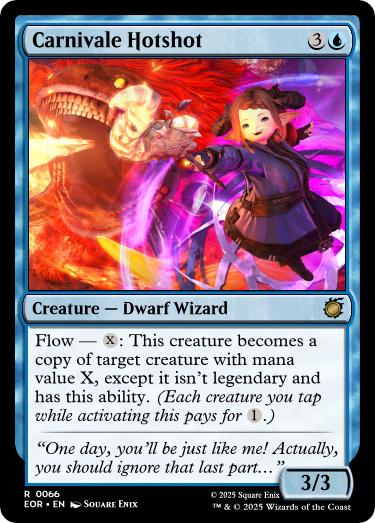 Carnivale Hotshot 3
Creature — Dwarf Wizard
Flow — X: This creature becomes a
copy of target creature with mana
value X, except it isn't legendary and
has this ability. (Each creature you tap
while activating this pays for 1.)
“One day, you’ll be just like me! Actually,
you should ignore that last part…”
3/3
R 0066
EOR • EN SQUARE ENIX
© 2025 Square Enix
™ & © 2025 Wizards of the Coast